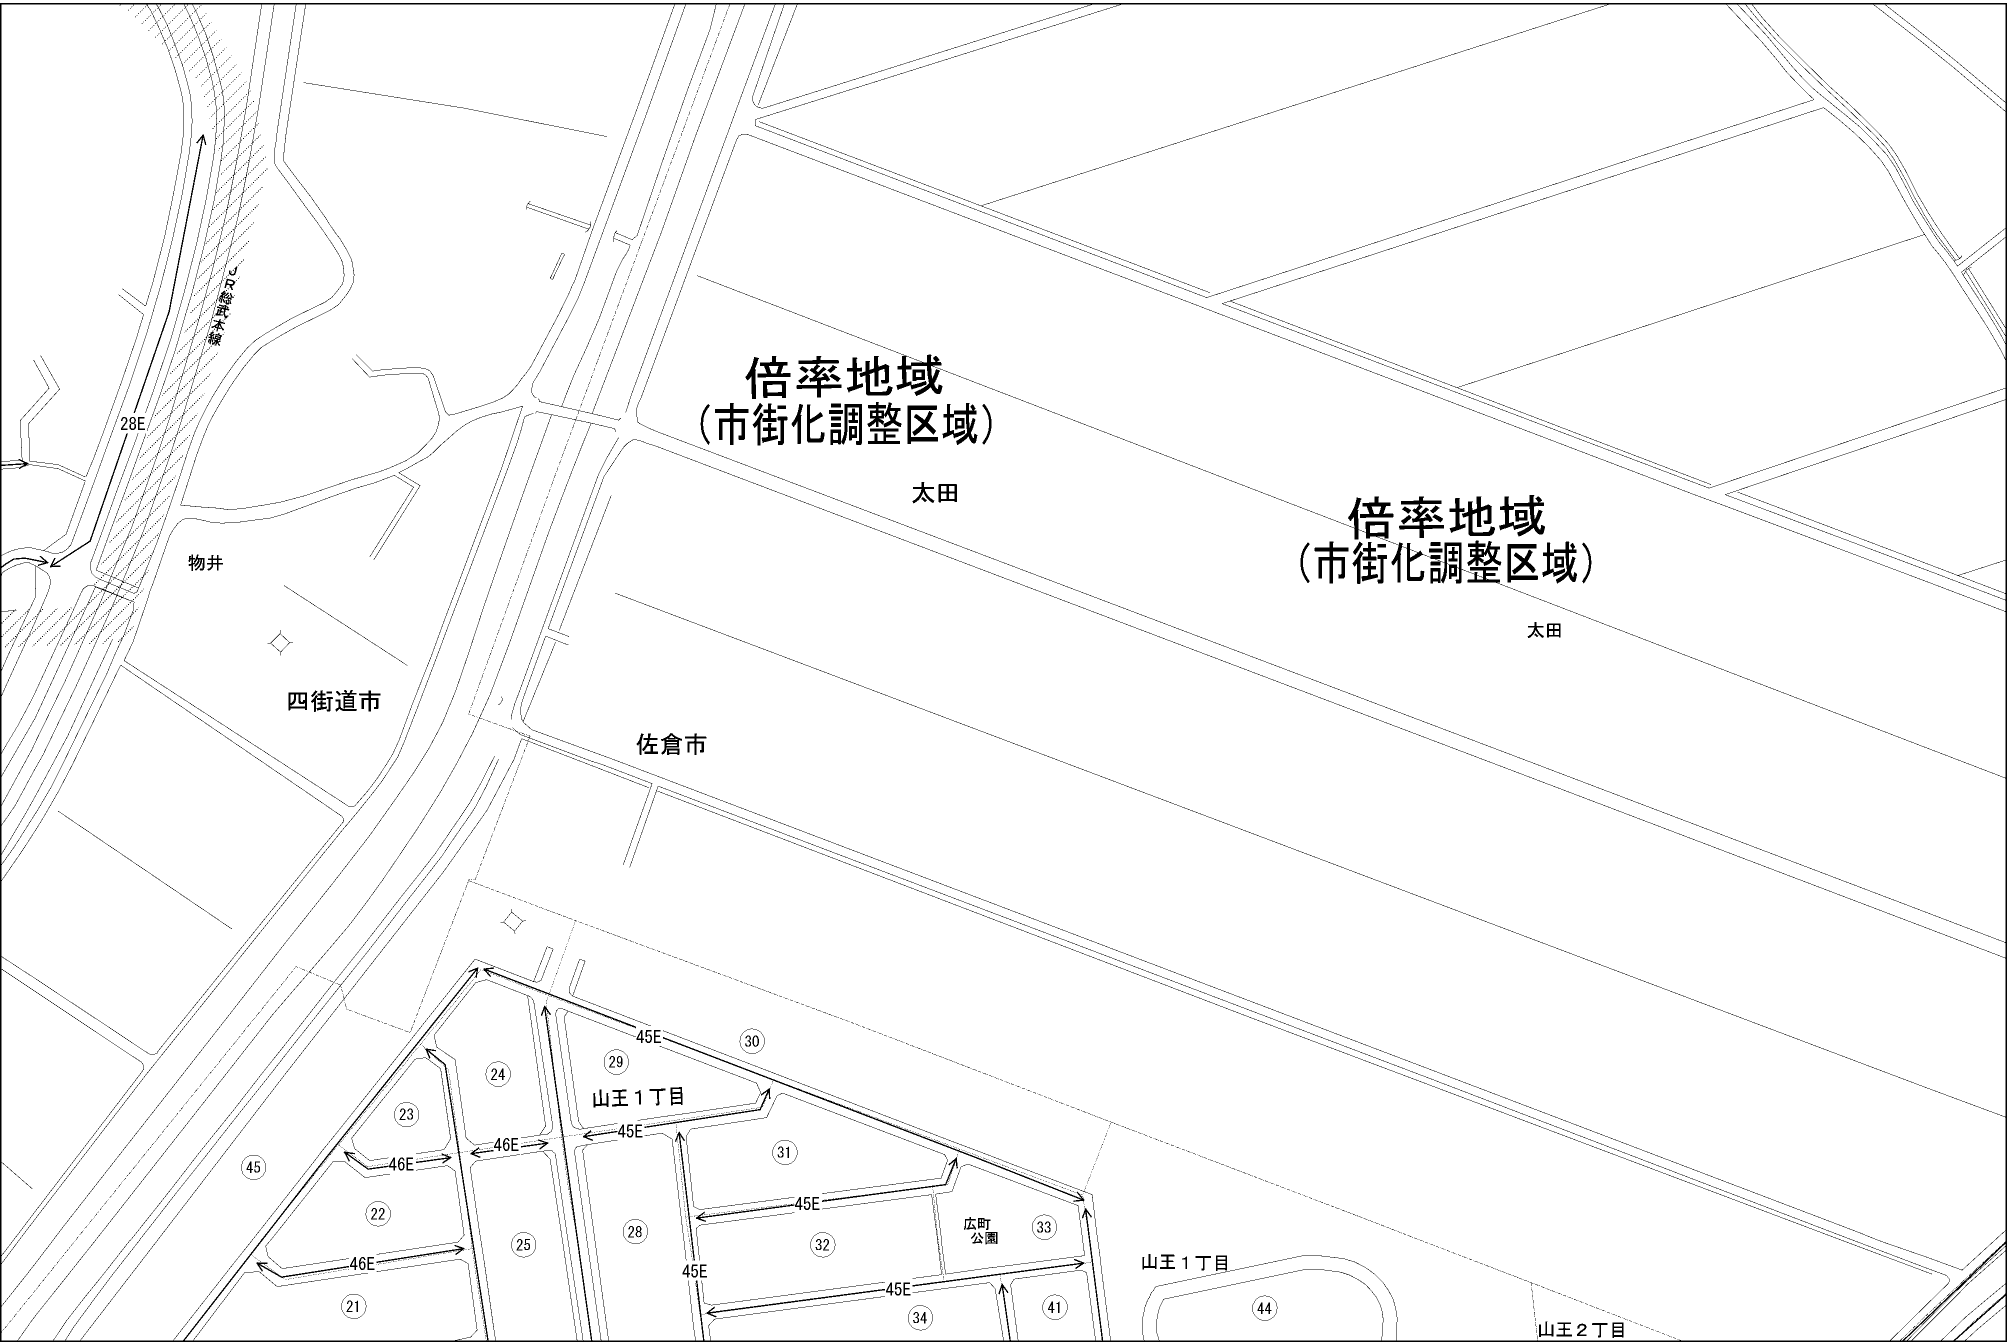 JR総武本線
倍率地域
（市街化調整区域）
28E
太田
倍率地域
（市街化調整区域）
物井
太田
四街道市
佐倉市
45E
30
29
24
山王1丁目
23
45E
46E
31
46E
45
45E
22
広町
公園
33
28
25
32
46E
山王1丁目
45E
45E
21
41
44
34
山王2丁目